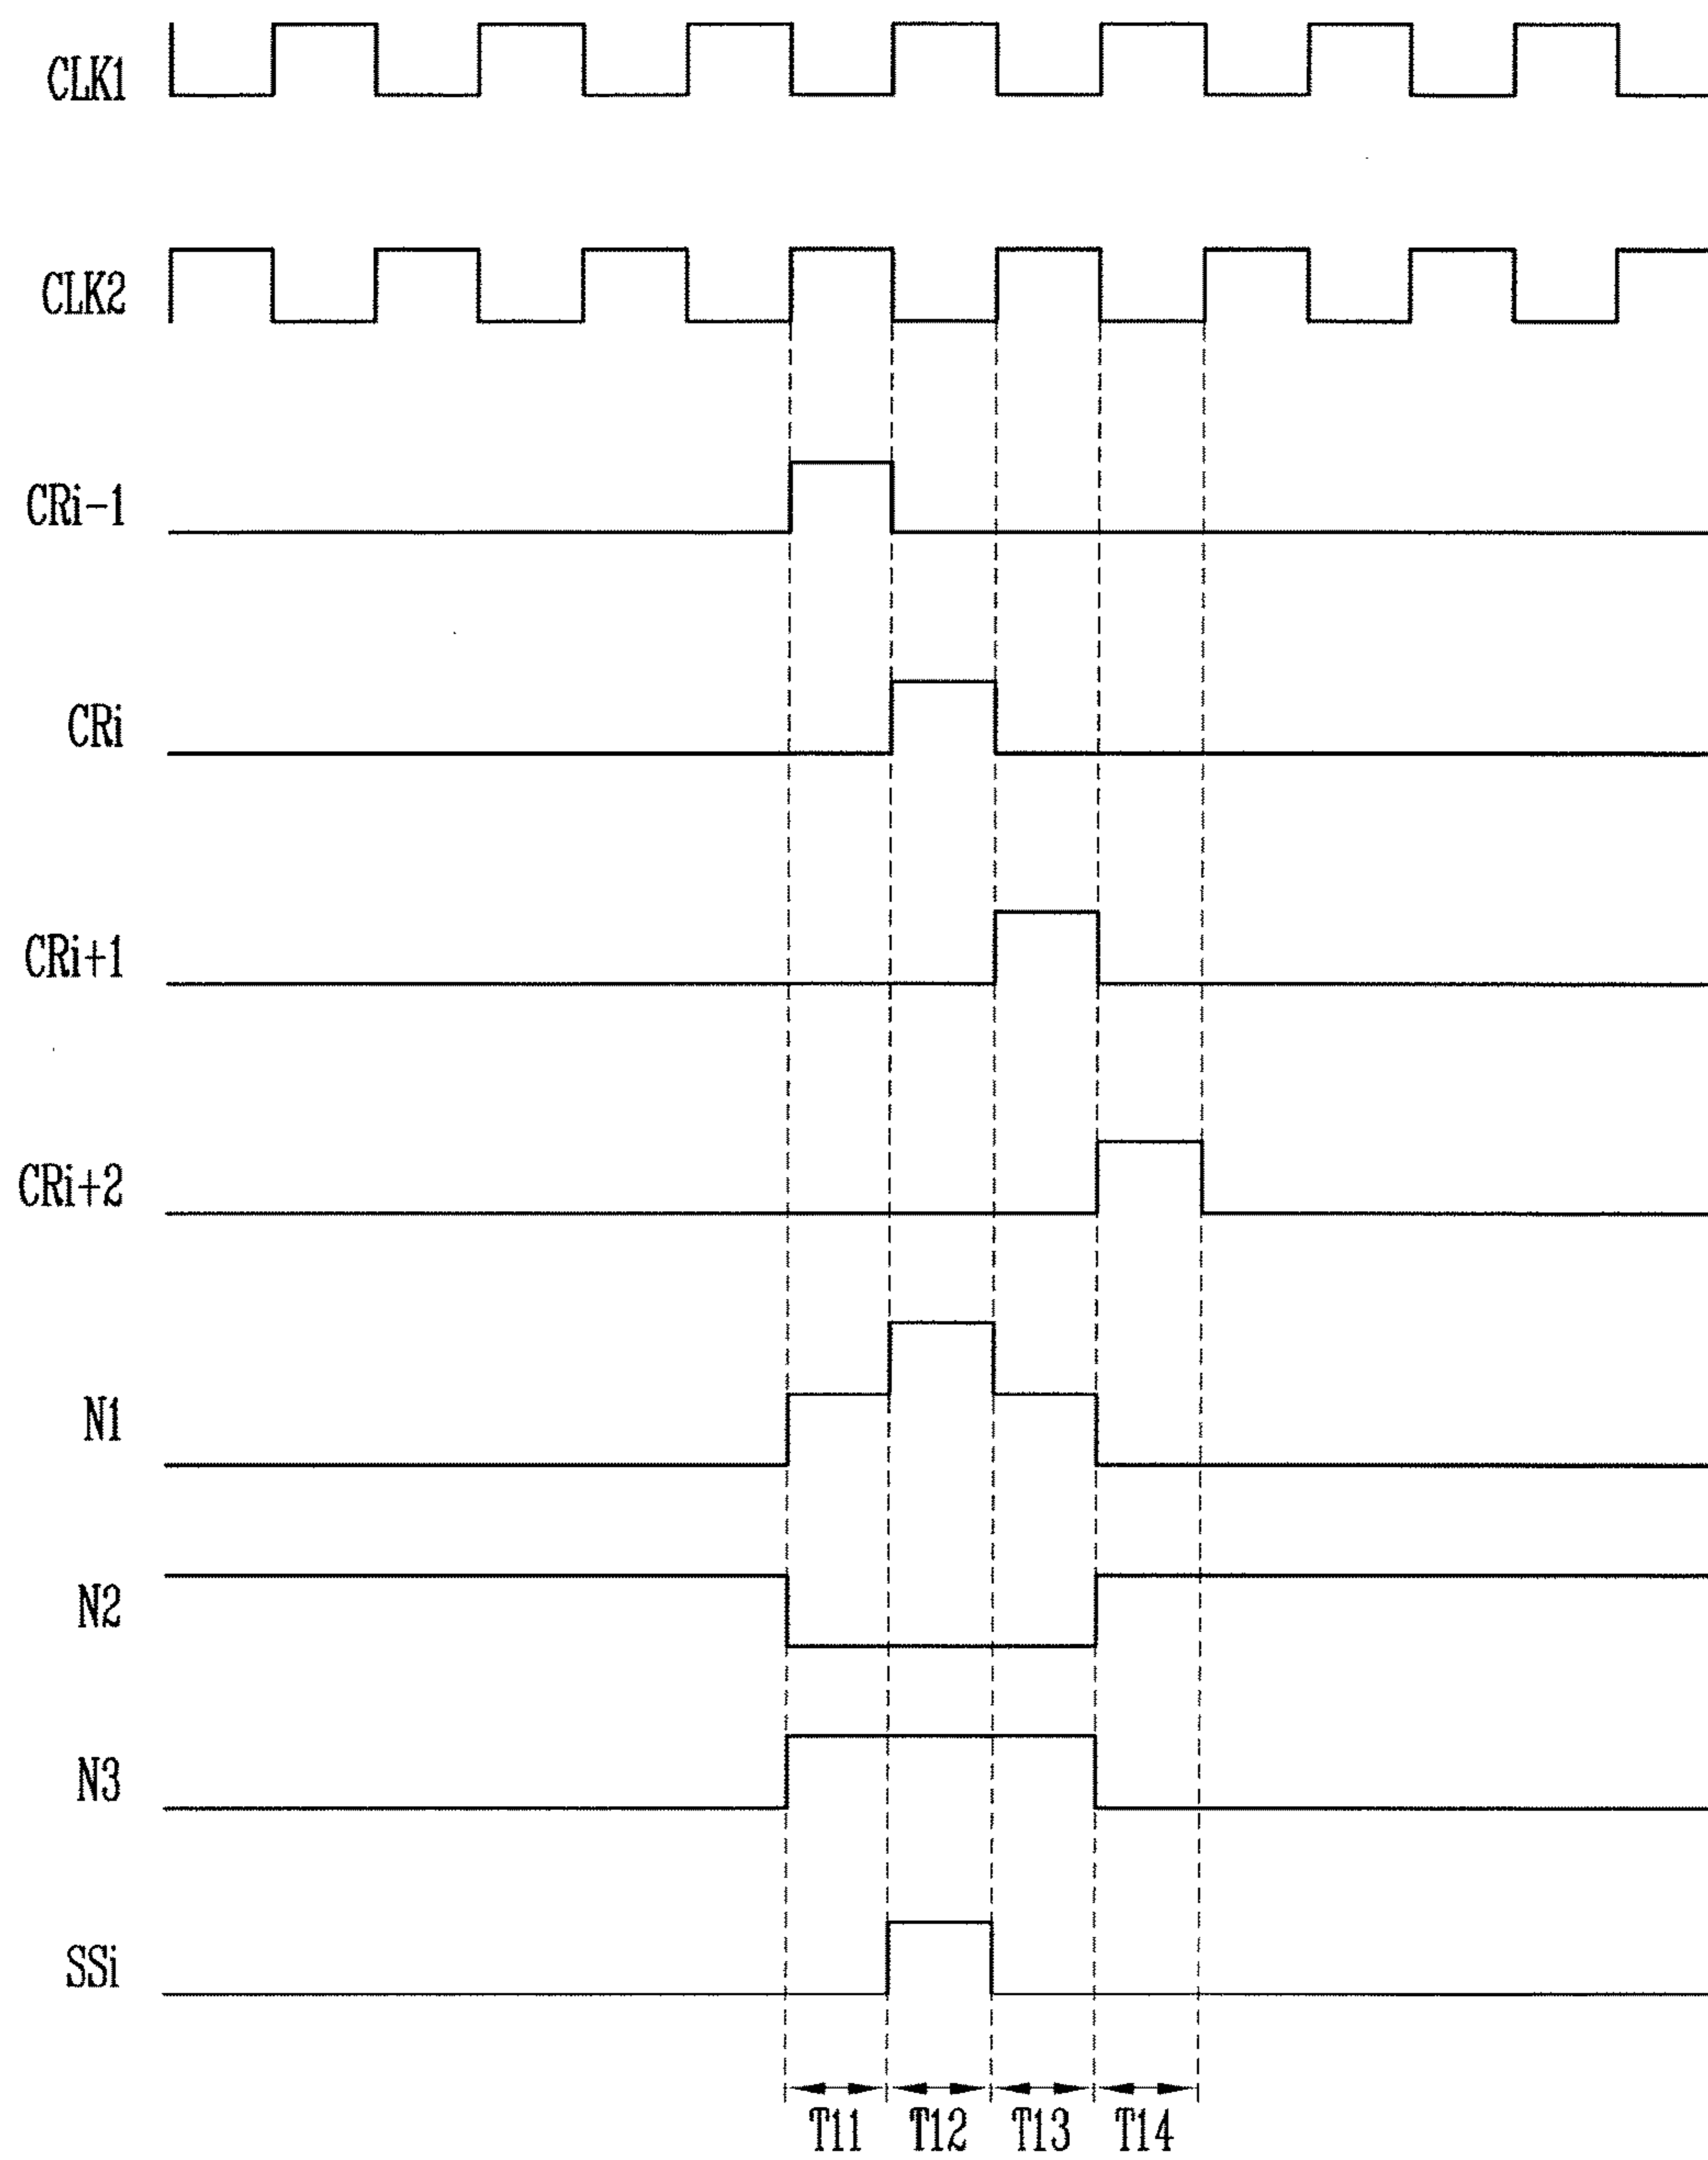 CLK1
CLK2
CRi-1
CRi
CRi+1
CRi+2
N1
N2
N3
SSi
T11 T12 T13 T14